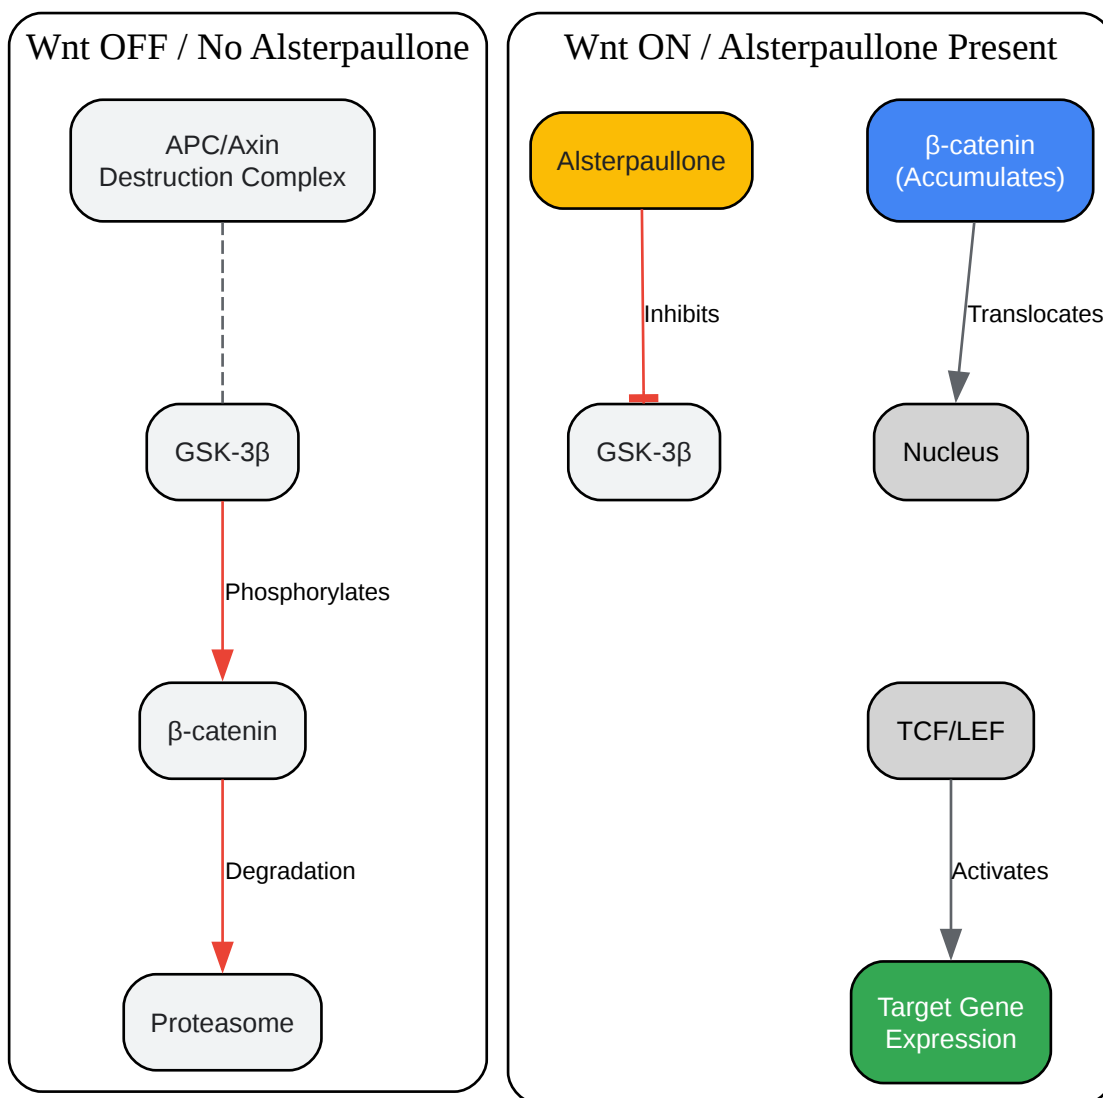 Wnt OFF / No Alsterpaullone
APC/Axin
Destruction Complex
GSK-3β
Phosphorylates
β-catenin
Degradation
Proteasome
Wnt ON / Alsterpaullone Present
Alsterpaullone
Inhibits
GSK-3β
β-catenin
(Accumulates)
Translocates
Nucleus
TCF/LEF
Activates
Target Gene
Expression